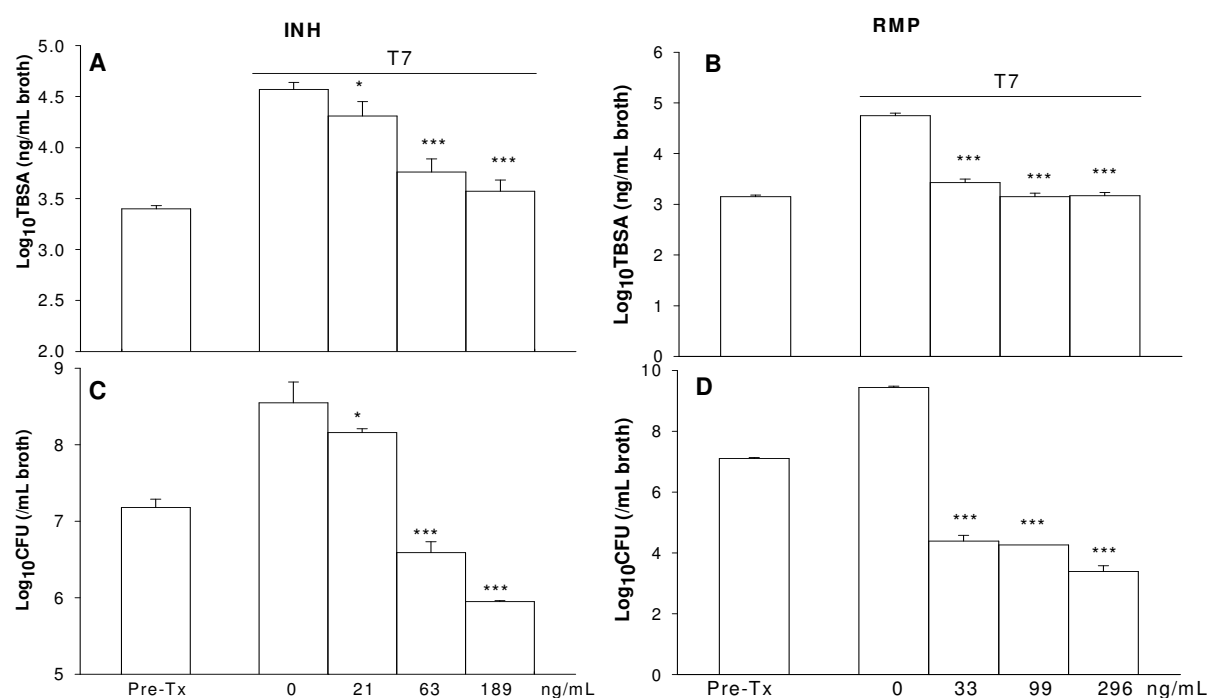 INH
RMP
A
T7
Log10TBSA (ng/mL broth)
5.0
4.5
4.0
3.5
3.0
2.5
2.0
*
***
***
B
T7
Log10TBSA (ng/mL broth)
6
5
4
3
2
1
0
***
***
***
C
Log10CFU (/mL broth)
9
8
7
6
5
*
***
***
Pre-Tx 0 21 63 189 ng/mL
D
Log10CFU (/mL broth)
10
8
6
4
2
0
***
***
***
Pre-Tx 0 33 99 296 ng/mL